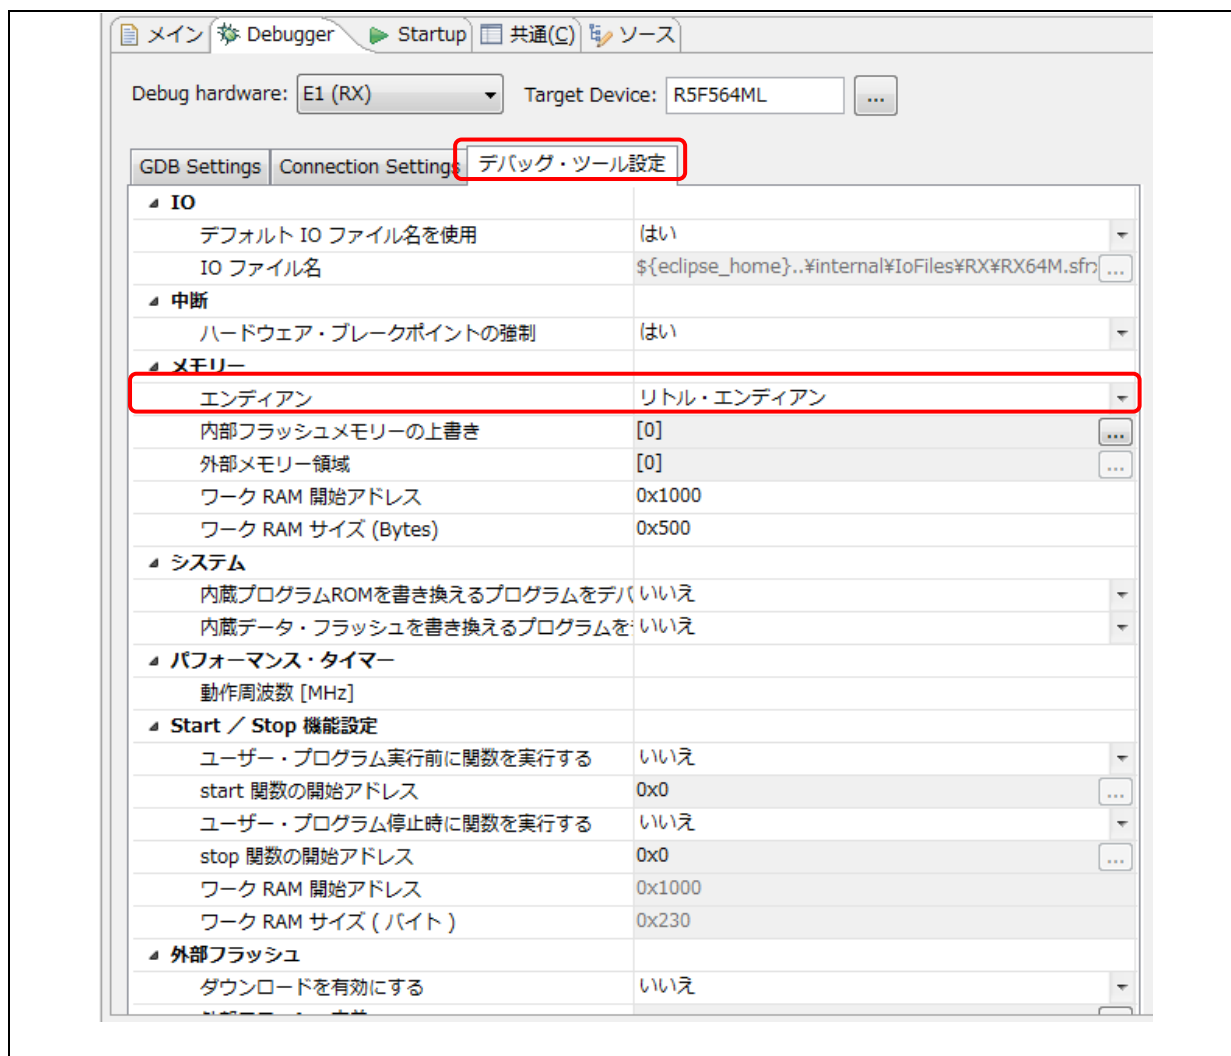 メイン Debugger Startup 共通(C) ソース
Debug hardware: E1 (RX) Target Device: R5F564ML ...
GDB Settings Connection Settings デバッグ・ツール設定
IO
デフォルト IO ファイル名を使用 はい
IO ファイル名 ${eclipse_home}..¥internal¥IoFiles¥RX¥RX64M.sfr ...
中断
ハードウェア・ブレークポイントの強制 はい
メモリー
エンディアン リトル・エンディアン
内部フラッシュメモリーの上書き [0] ...
外部メモリー領域 [0] ...
ワーク RAM 開始アドレス 0x1000
ワーク RAM サイズ (Bytes) 0x500
システム
内蔵プログラムROMを書き換えるプログラムをデバ いいえ
内蔵データ・フラッシュを書き換えるプログラムを いいえ
パフォーマンス・タイマー
動作周波数 [MHz]
Start ／ Stop 機能設定
ユーザー・プログラム実行前に関数を実行する いいえ
start 関数の開始アドレス 0x0 ...
ユーザー・プログラム停止時に関数を実行する いいえ
stop 関数の開始アドレス 0x0 ...
ワーク RAM 開始アドレス 0x1000
ワーク RAM サイズ ( バイト ) 0x230
外部フラッシュ
ダウンロードを有効にする いいえ